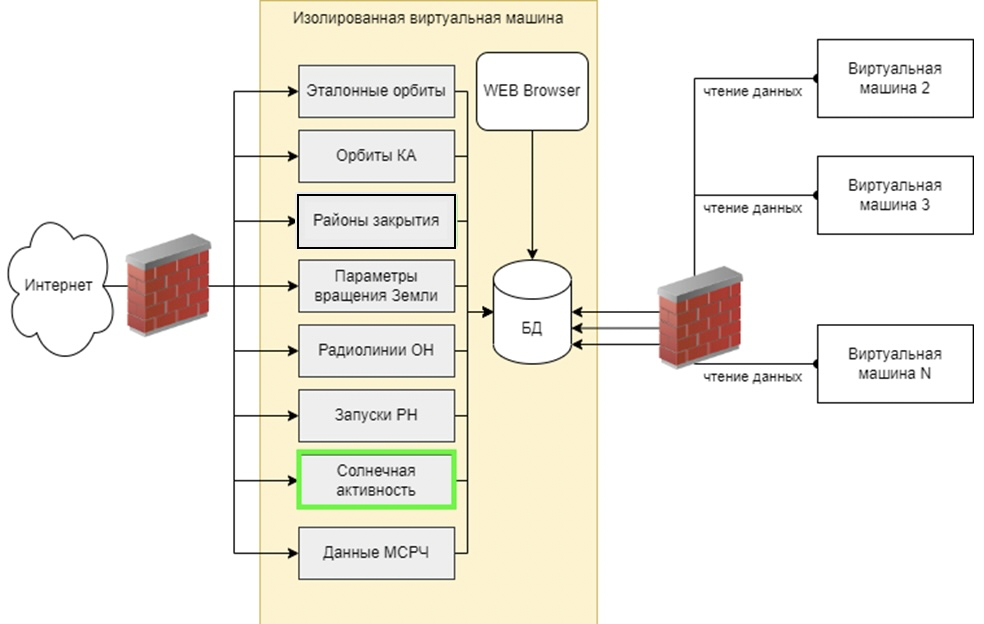 Изолированная виртуальная машина
Интернет
Эталонные орбиты
Орбиты КА
Районы закрытия
Параметры
вращения Земли
Радиолинии ОН
Запуски РН
Солнечная
активность
Данные МСРЧ
WEB Browser
БД
чтение данных
Виртуальная
машина 2
чтение данных
Виртуальная
машина 3
чтение данных
Виртуальная
машина N